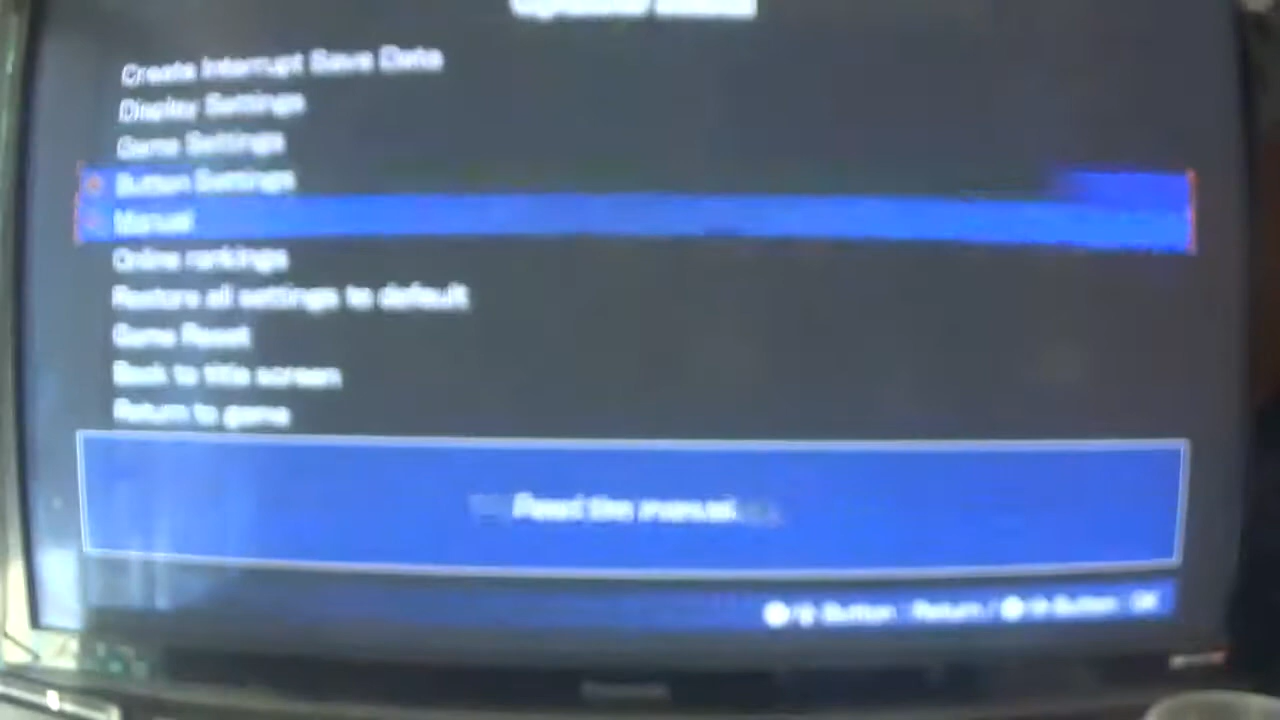 Create Interrupt Save Data
Display Settings
Game Settings
Button Settings
Manual
Online rankings
Restore all settings to default
Game Reset
Back to title screen
Return to game
Read the manual.
Button : Return / Button : OK